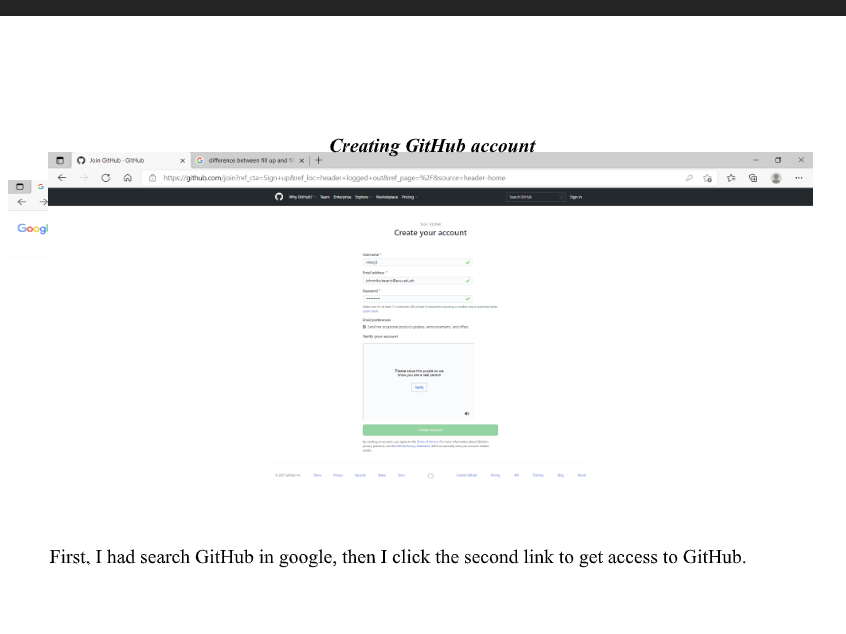 Creating GitHub account
Join GitHub · GitHub
difference between fill up and fil
https://github.com/join?ref_cta=Sign+up&ref_loc=header+logged+out&ref_page=%2F&source=header-home
Why GitHub? Team Enterprise Explore Marketplace Pricing Search GitHub Sign in
Googl
Join GitHub
Create your account
Username *
Email address *
Password *
Email preferences
Send me occasional product updates, announcements, and offers.
Verify your account
Please solve this puzzle so we
know you are a real person
Verify
Create account
© 2021 GitHub, Inc. Terms Privacy Security Status Docs Contact GitHub Pricing API Training Blog About
First, I had search GitHub in google, then I click the second link to get access to GitHub.